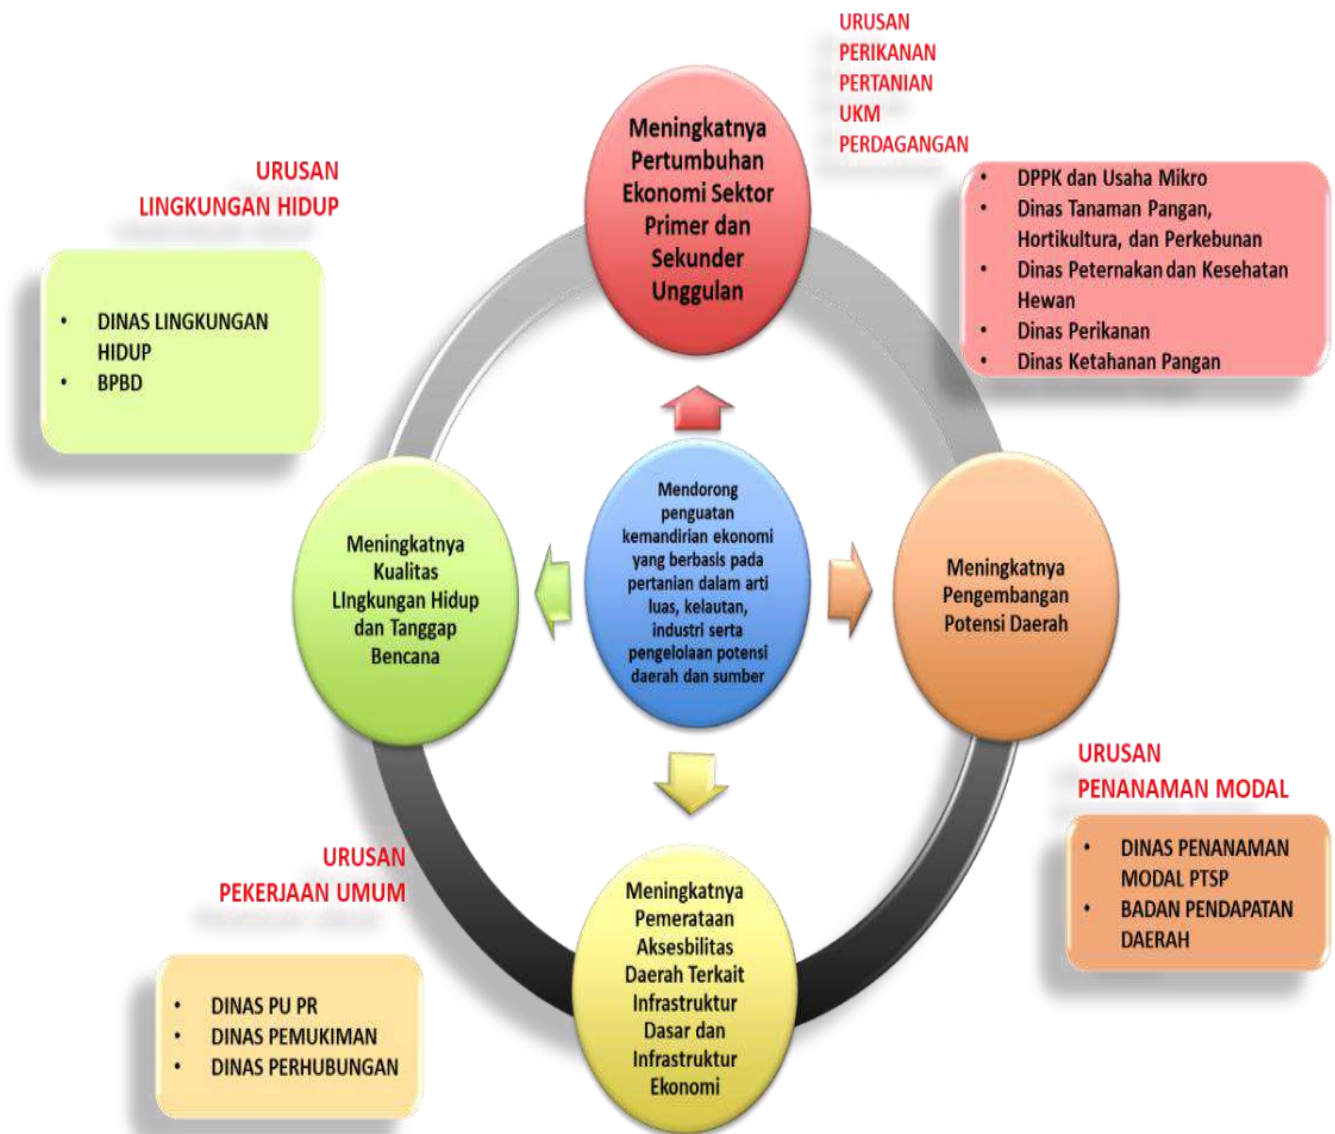 URUSAN
PERIKANAN
PERTANIAN
UKM
PERDAGANGAN
Meningkatnya
Pertumbuhan
Ekonomi Sektor
Primer dan
Sekunder
Unggulan
• DPPK dan Usaha Mikro
• Dinas Tanaman Pangan,
Hortikultura, dan Perkebunan
• Dinas Peternakan dan Kesehatan
Hewan
• Dinas Perikanan
• Dinas Ketahanan Pangan
URUSAN
LINGKUNGAN HIDUP
• DINAS LINGKUNGAN
HIDUP
• BPBD
Meningkatnya
Kualitas
LIngkungan Hidup
dan Tanggap
Bencana
Mendorong
penguatan
kemandirian ekonomi
yang berbasis pada
pertanian dalam arti
luas, kelautan,
industri serta
pengelolaan potensi
daerah dan sumber
Meningkatnya
Pengembangan
Potensi Daerah
URUSAN
PENANAMAN MODAL
• DINAS PENANAMAN
MODAL PTSP
• BADAN PENDAPATAN
DAERAH
URUSAN
PEKERJAAN UMUM
• DINAS PU PR
• DINAS PEMUKIMAN
• DINAS PERHUBUNGAN
Meningkatnya
Pemerataan
Aksesbilitas
Daerah Terkait
Infrastruktur
Dasar dan
Infrastruktur
Ekonomi